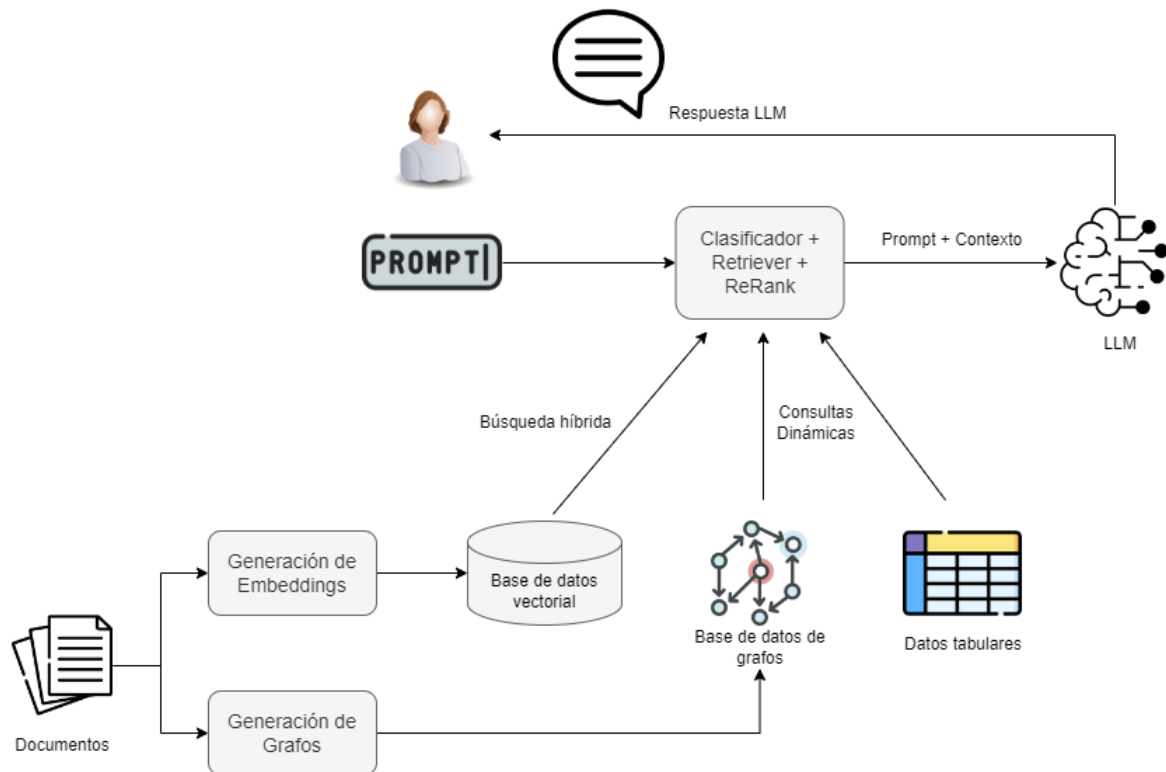 Respuesta LLM
PROMPT
Clasificador +
Retriever +
ReRank
Prompt + Contexto
LLM
Búsqueda híbrida
Consultas
Dinámicas
Generación de
Embeddings
Base de datos
vectorial
Base de datos de
grafos
Datos tabulares
Documentos
Generación de
Grafos